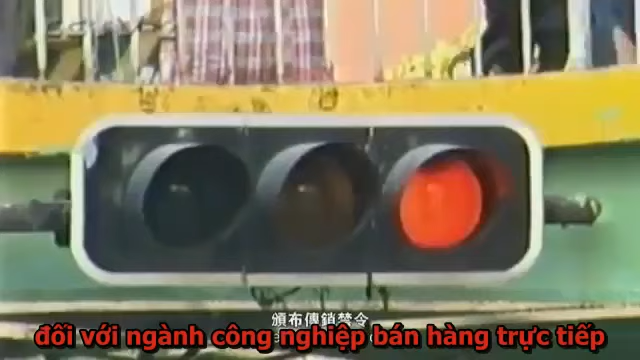 頒布傳銷禁令
đối với ngành công nghiệp bán hàng trực tiếp